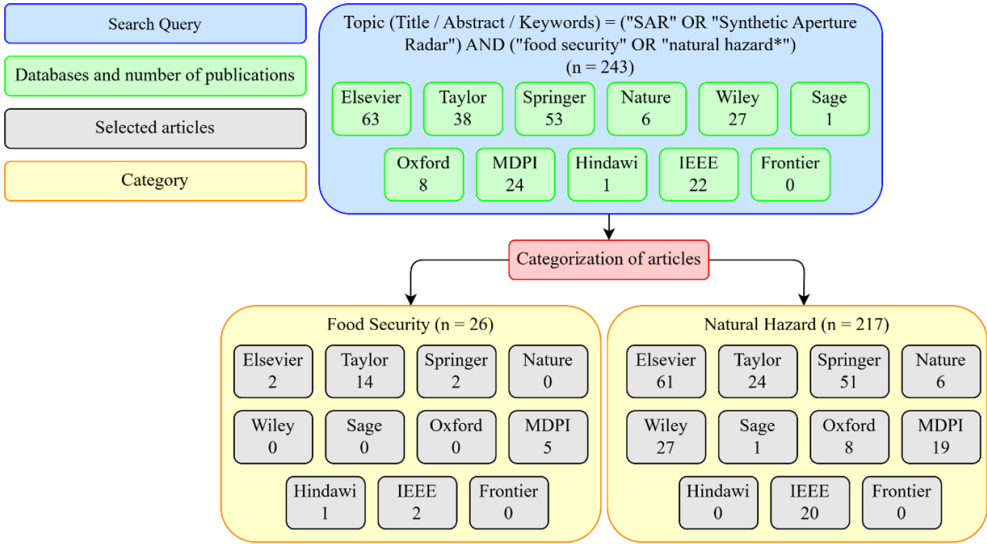 Search Query
Databases and number of publications
Selected articles
Category
Topic (Title / Abstract / Keywords) = ("SAR" OR "Synthetic Aperture
Radar") AND ("food security" OR "natural hazard*")
(n = 243)
Elsevier
63
Taylor
38
Springer
53
Nature
6
Wiley
27
Sage
1
Oxford
8
MDPI
24
Hindawi
1
IEEE
22
Frontier
0
Categorization of articles
Food Security (n = 26)
Elsevier
2
Taylor
14
Springer
2
Nature
0
Wiley
0
Sage
0
Oxford
0
MDPI
5
Hindawi
1
IEEE
2
Frontier
0
Natural Hazard (n = 217)
Elsevier
61
Taylor
24
Springer
51
Nature
6
Wiley
27
Sage
1
Oxford
8
MDPI
19
Hindawi
0
IEEE
20
Frontier
0